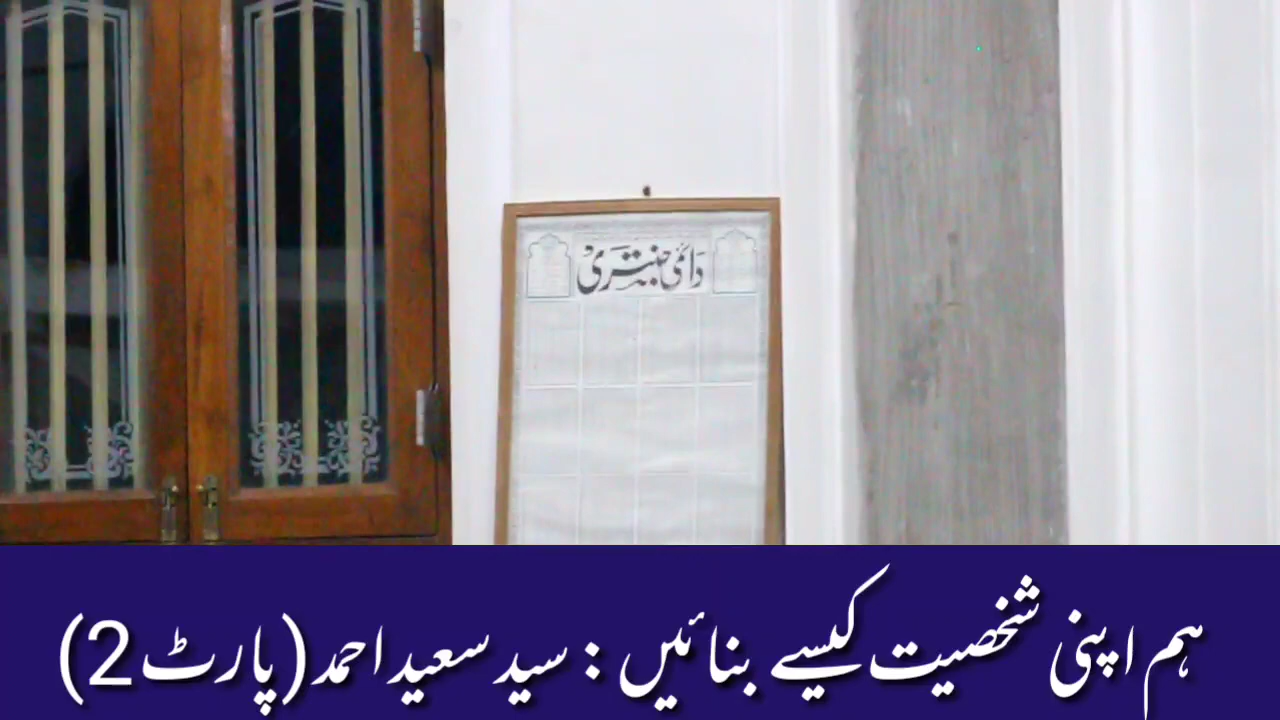 دائمی جنتری
ہم اپنی شخصیت کیسے بنائیں : سید سعید احمد (پارٹ 2)